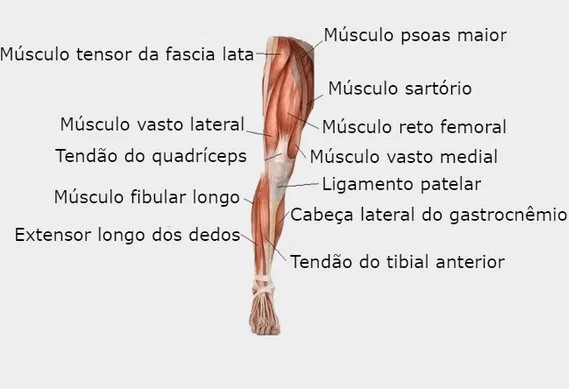 Músculo psoas maior
Músculo tensor da fascia lata
Músculo sartório
Músculo vasto lateral
Músculo reto femoral
Tendão do quadríceps
Músculo vasto medial
Ligamento patelar
Músculo fibular longo
Cabeça lateral do gastrocnêmio
Extensor longo dos dedos
Tendão do tibial anterior